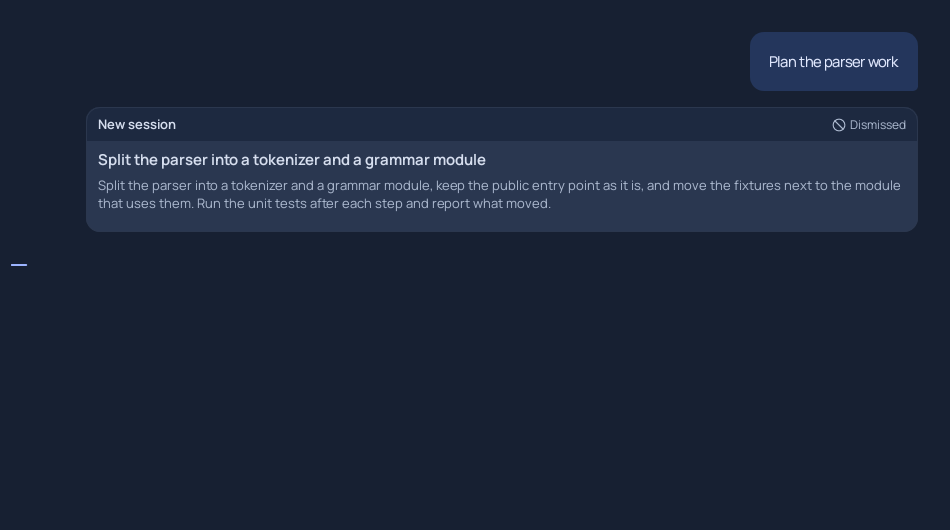 Plan the parser work
New session
Dismissed
Split the parser into a tokenizer and a grammar module
Split the parser into a tokenizer and a grammar module, keep the public entry point as it is, and move the fixtures next to the module
that uses them. Run the unit tests after each step and report what moved.